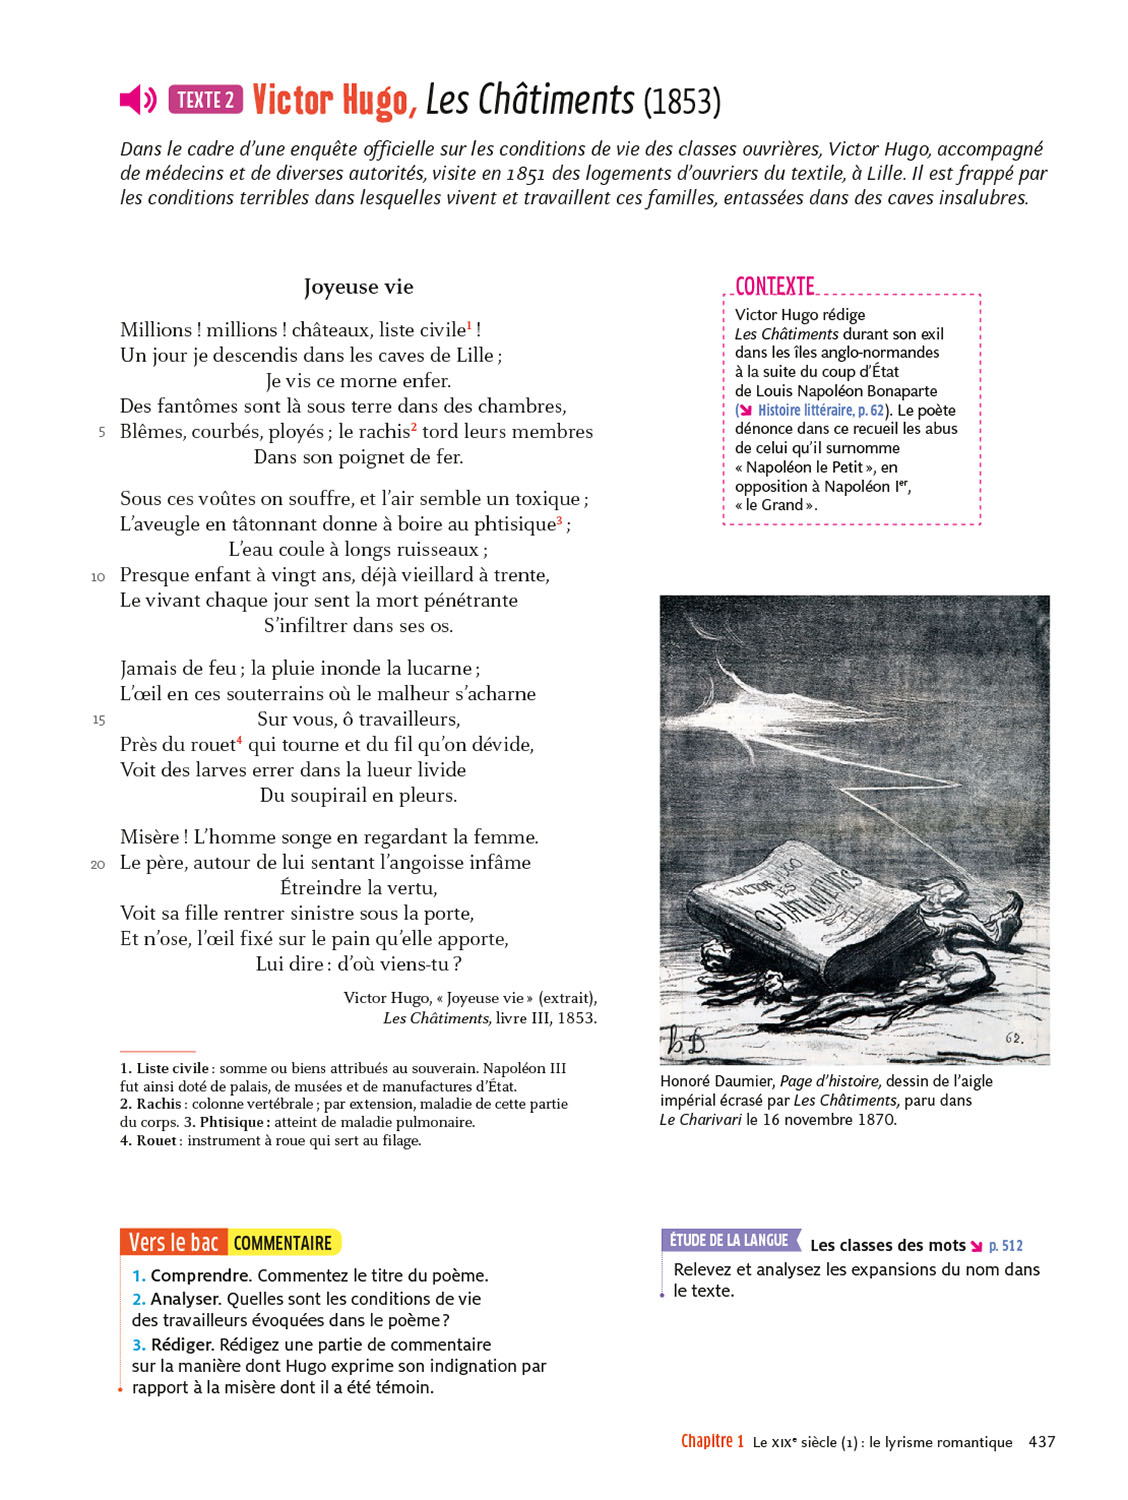 TEXTE 2 Victor Hugo, Les Châtiments (1853)
Dans le cadre d'une enquête officielle sur les conditions de vie des classes ouvrières, Victor Hugo, accompagné
de médecins et de diverses autorités, visite en 1851 des logements d'ouvriers du textile, à Lille. Il est frappé par
les conditions terribles dans lesquelles vivent et travaillent ces familles, entassées dans des caves insalubres.
Joyeuse vie
Millions ! millions ! châteaux, liste civile1 !
Un jour je descendis dans les caves de Lille ;
Je vis ce morne enfer.
Des fantômes sont là sous terre dans des chambres,
5 Blêmes, courbés, ployés ; le rachis2 tord leurs membres
Dans son poignet de fer.
Sous ces voûtes on souffre, et l'air semble un toxique ;
L'aveugle en tâtonnant donne à boire au phtisique3 ;
L'eau coule à longs ruisseaux ;
10 Presque enfant à vingt ans, déjà vieillard à trente,
Le vivant chaque jour sent la mort pénétrante
S'infiltrer dans ses os.
Jamais de feu ; la pluie inonde la lucarne ;
L'œil en ces souterrains où le malheur s'acharne
15 Sur vous, ô travailleurs,
Près du rouet4 qui tourne et du fil qu'on dévide,
Voit des larves errer dans la lueur livide
Du soupirail en pleurs.
Misère ! L'homme songe en regardant la femme.
20 Le père, autour de lui sentant l'angoisse infâme
Étreindre la vertu,
Voit sa fille rentrer sinistre sous la porte,
Et n'ose, l'œil fixé sur le pain qu'elle apporte,
Lui dire : d'où viens-tu ?
Victor Hugo, « Joyeuse vie » (extrait),
Les Châtiments, livre III, 1853.
1. Liste civile : somme ou biens attribués au souverain. Napoléon III
fut ainsi doté de palais, de musées et de manufactures d'État.
2. Rachis : colonne vertébrale ; par extension, maladie de cette partie
du corps. 3. Phtisique : atteint de maladie pulmonaire.
4. Rouet : instrument à roue qui sert au filage.
CONTEXTE
Victor Hugo rédige
Les Châtiments durant son exil
dans les îles anglo-normandes
à la suite du coup d'État
de Louis Napoléon Bonaparte
(➘ Histoire littéraire, p. 62). Le poète
dénonce dans ce recueil les abus
de celui qu'il surnomme
« Napoléon le Petit », en
opposition à Napoléon Ier,
« le Grand ».
VICTOR HUGO
LES
CHATIMENTS
h. D.
62.
Honoré Daumier, Page d'histoire, dessin de l'aigle
impérial écrasé par Les Châtiments, paru dans
Le Charivari le 16 novembre 1870.
Vers le bac COMMENTAIRE
1. Comprendre. Commentez le titre du poème.
2. Analyser. Quelles sont les conditions de vie
des travailleurs évoquées dans le poème ?
3. Rédiger. Rédigez une partie de commentaire
sur la manière dont Hugo exprime son indignation par
rapport à la misère dont il a été témoin.
ÉTUDE DE LA LANGUE Les classes des mots ➘ p. 512
Relevez et analysez les expansions du nom dans
le texte.
Chapitre 1 Le XIXe siècle (1) : le lyrisme romantique 437